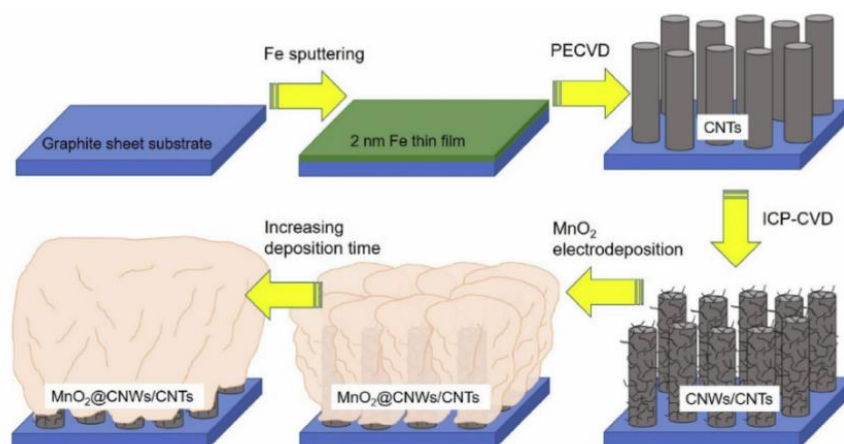 Fe sputtering
PECVD
Graphite sheet substrate
2 nm Fe thin film
CNTs
ICP-CVD
Increasing
deposition time
MnO₂
electrodeposition
MnO₂@CNWs/CNTs
MnO₂@CNWs/CNTs
CNWs/CNTs